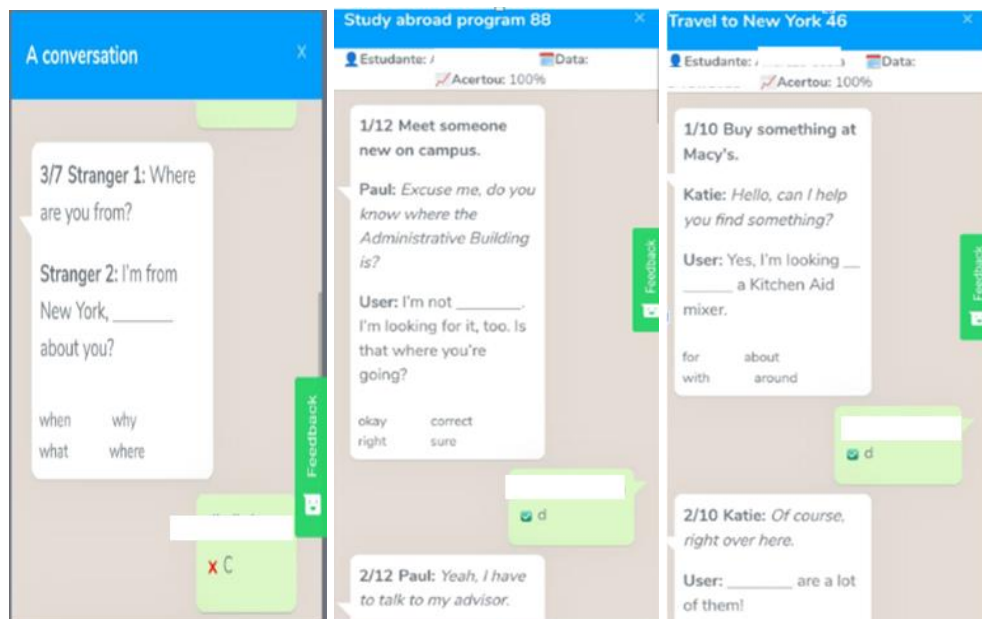 A conversation ×
3/7 Stranger 1: Where
are you from?
Stranger 2: I'm from
New York, _______
about you?
when why
what where
Feedback
x C
Study abroad program 88 ×
Estudante: Data:
Acertou: 100%
1/12 Meet someone
new on campus.
Paul: Excuse me, do you
know where the
Administrative Building
is?
User: I'm not ________.
I'm looking for it, too. Is
that where you're
going?
okay correct
right sure
Feedback
d
2/12 Paul: Yeah, I have
to talk to my advisor.
Travel to New York 46 ×
Estudante: Data:
Acertou: 100%
1/10 Buy something at
Macy's.
Katie: Hello, can I help
you find something?
User: Yes, I'm looking __
______ a Kitchen Aid
mixer.
for about
with around
Feedback
d
2/10 Katie: Of course,
right over here.
User: ________ are a lot
of them!